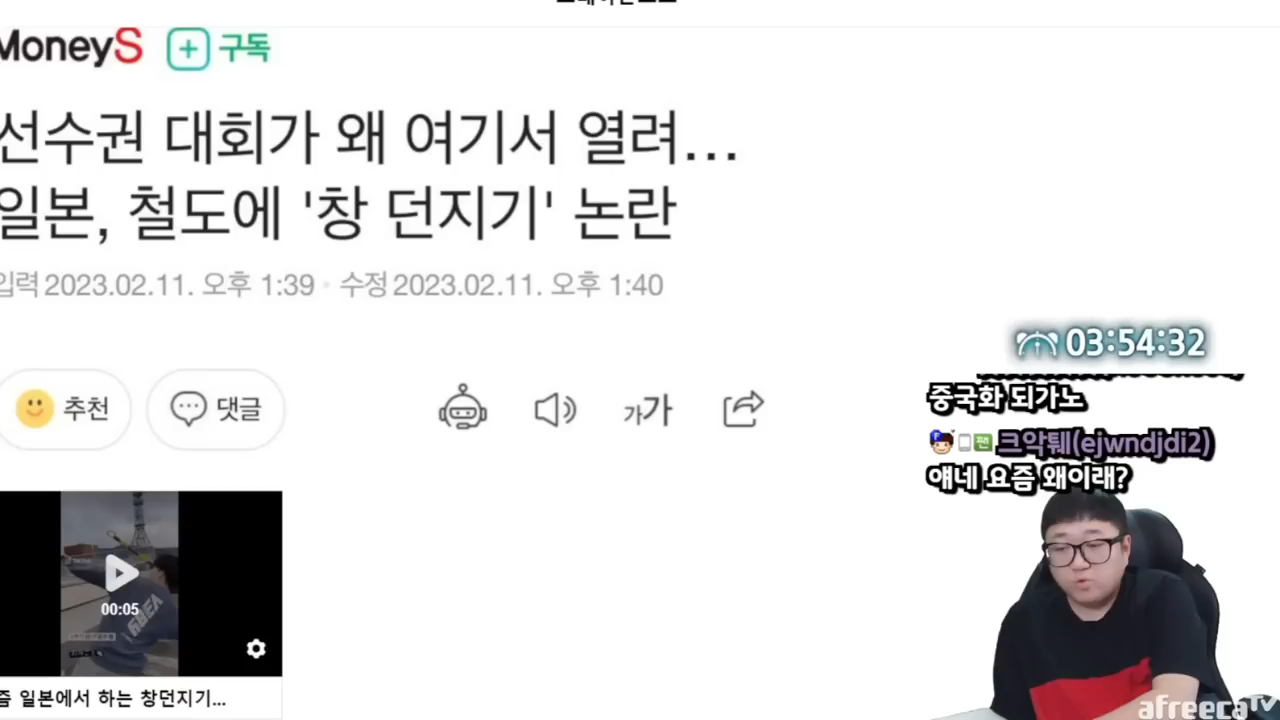 MoneyS + 구독
선수권 대회가 왜 여기서 열려…
일본, 철도에 '창 던지기' 논란
입력 2023.02.11. 오후 1:39 · 수정 2023.02.11. 오후 1:40
추천 댓글 가가
03:54:32
중국화 되가노
팬 크악퉤(ejwndjdi2)
얘네 요즘 왜이래?
00:05
즘 일본에서 하는 창던지기...
afreecaTV